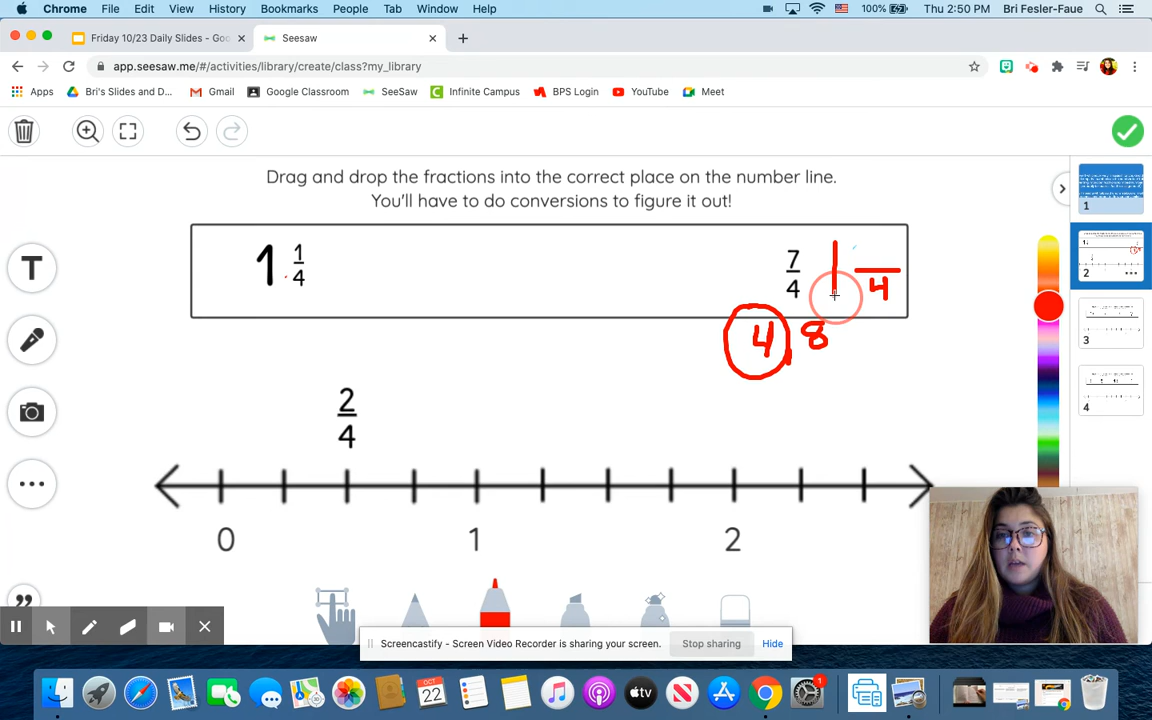 Chrome File Edit View History Bookmarks People Tab Window Help 100% Thu 2:50 PM Bri Fesler-Faue
Friday 10/23 Daily Slides - Goo Seesaw
app.seesaw.me/#/activities/library/create/class?my_library
Apps Bri's Slides and D... Gmail Google Classroom SeeSaw Infinite Campus BPS Login YouTube Meet
Drag and drop the fractions into the correct place on the number line.
You'll have to do conversions to figure it out!
1 1/4 7/4 1 /4
4, 8
2/4
0 1 2
T
1
2
3
4
Screencastify - Screen Video Recorder is sharing your screen. Stop sharing Hide
OCT 22 tv 1